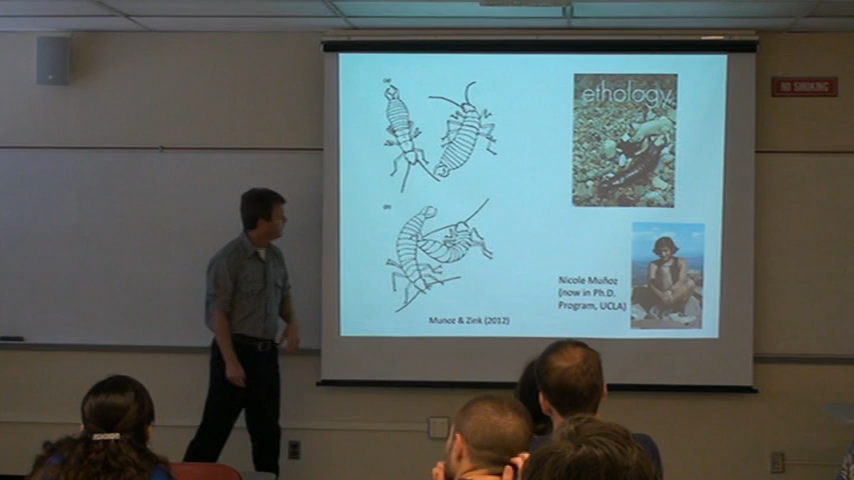 ethology
NO SMOKING
Nicole Muñoz
(now in Ph.D.
Program, UCLA)
Munoz & Zink (2012)